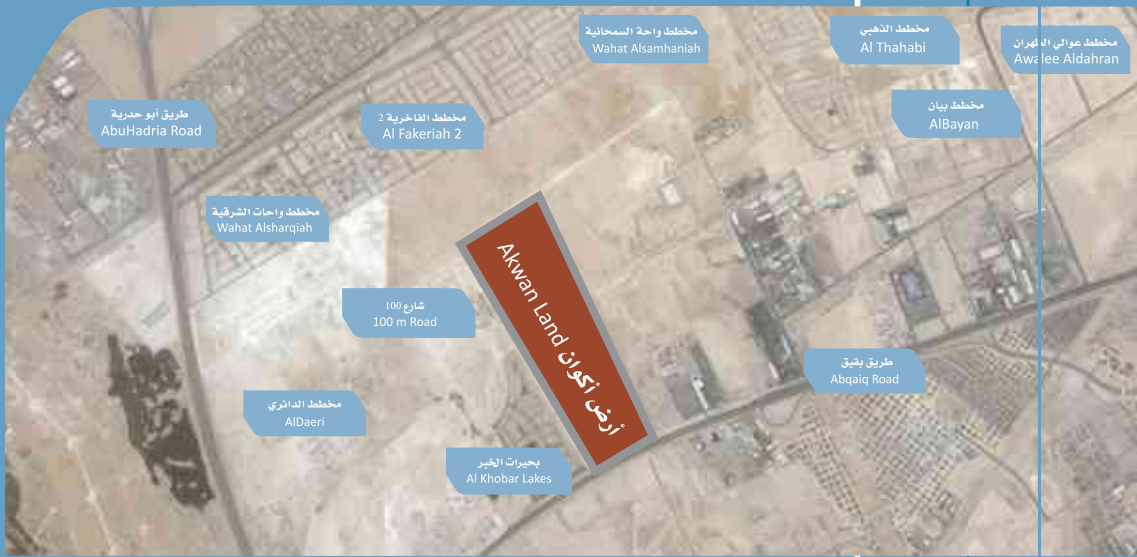 مخطط واحة السمحانية
Wahat Alsamhaniah
مخطط الذهبي
Al Thahabi
مخطط عوالي الظهران
Awalee Aldahran
طريق أبو حدرية
AbuHadria Road
مخطط الفاخرية 2
Al Fakeriah 2
مخطط بيان
AlBayan
مخطط واحات الشرقية
Wahat Alsharqiah
شارع 100
100 m Road
Akwan Land أرض أكوان
طريق بقيق
Abqaiq Road
مخطط الدائري
AlDaeri
بحيرات الخبر
Al Khobar Lakes